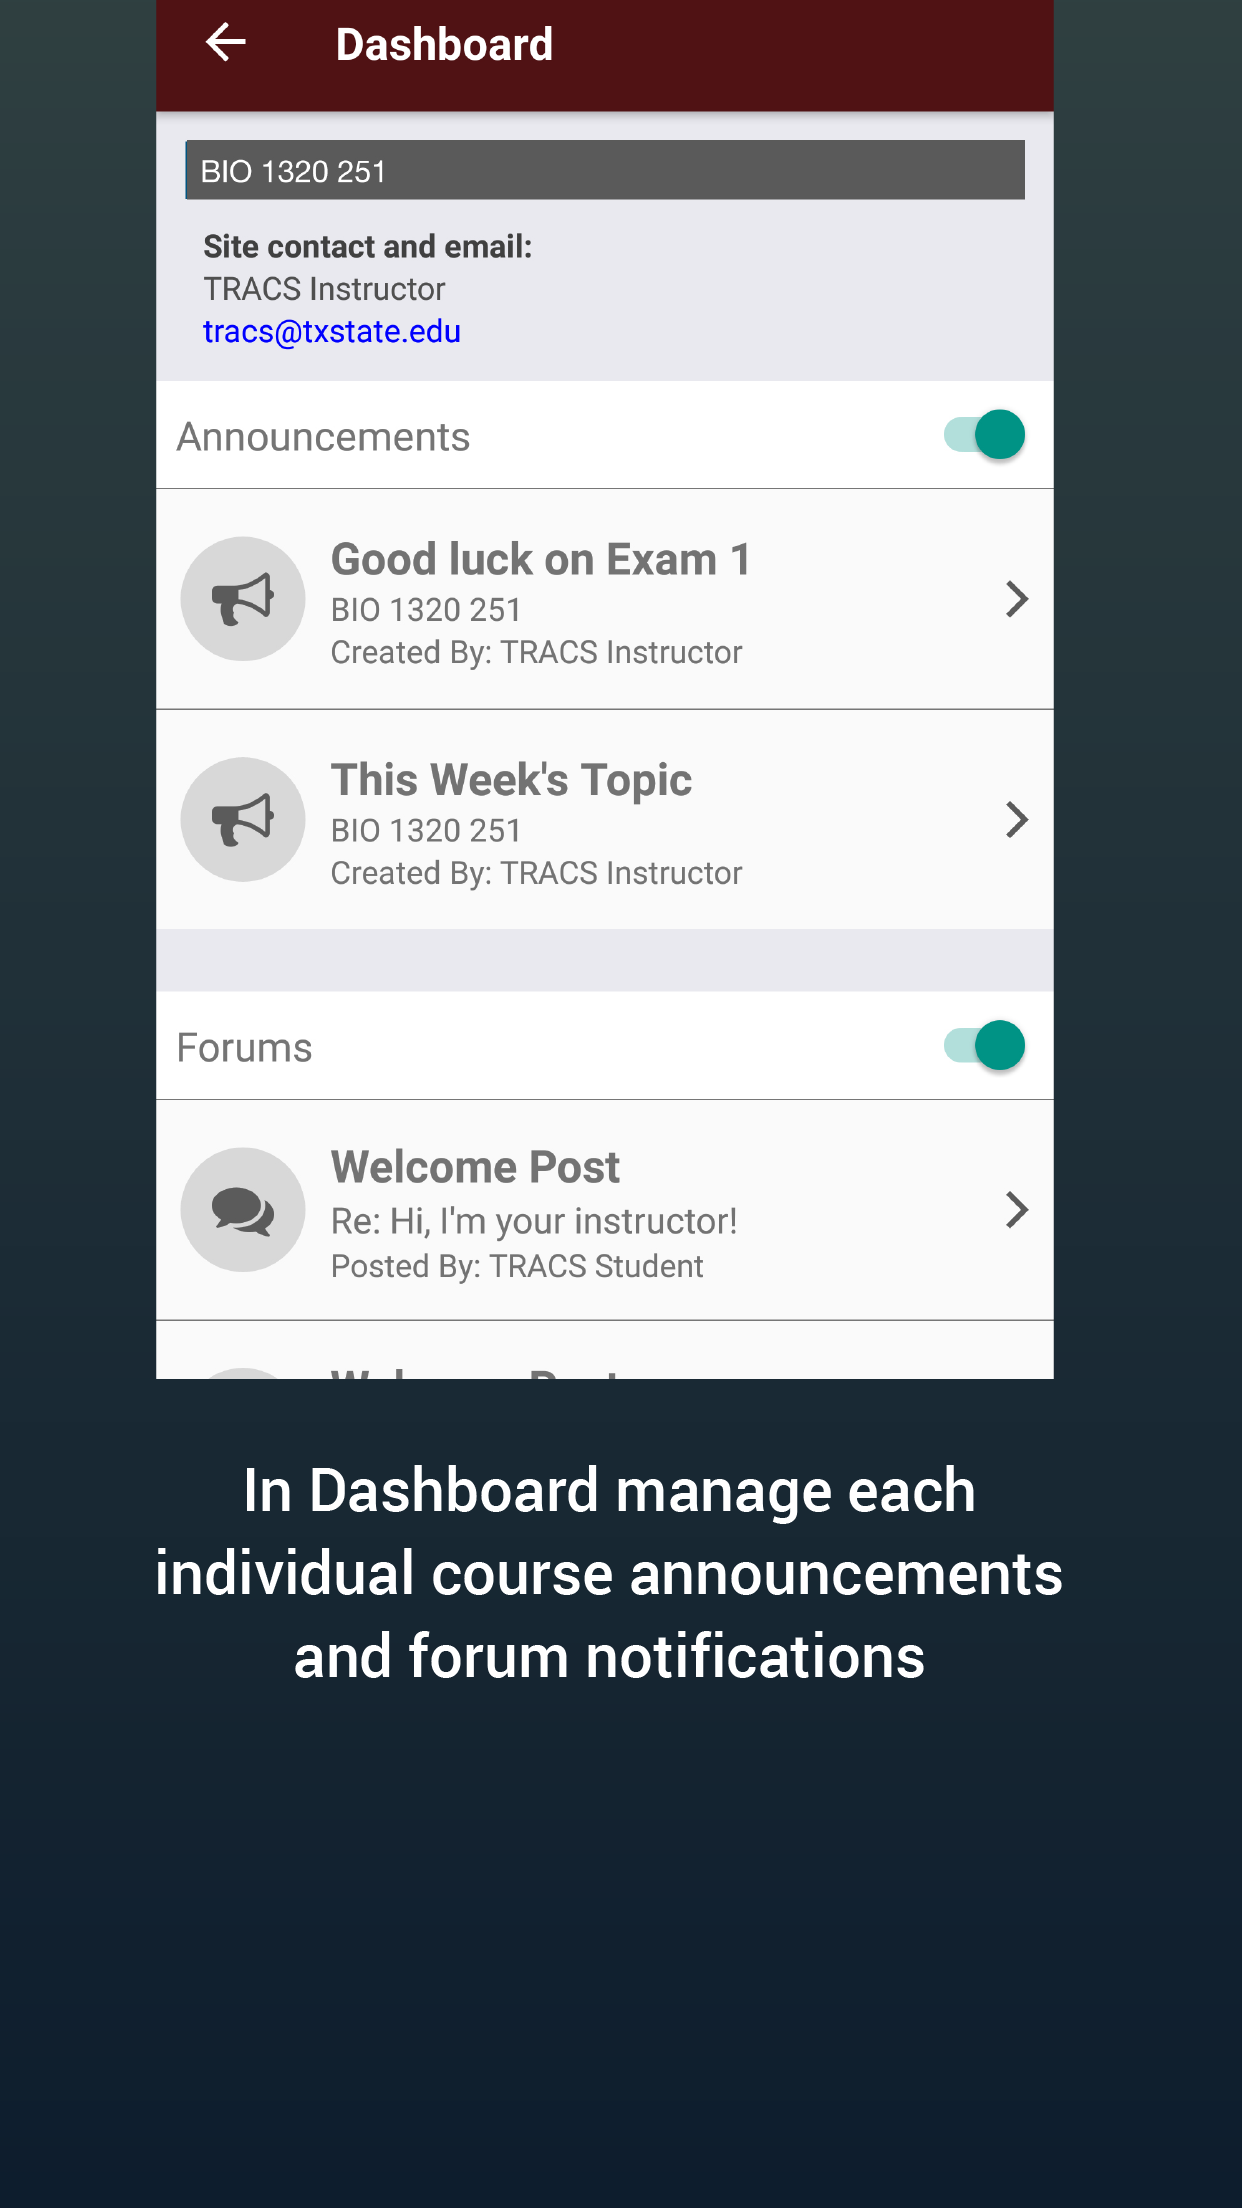 Dashboard
BIO 1320 251
Site contact and email:
TRACS Instructor
tracs@txstate.edu
Announcements
Good luck on Exam 1
BIO 1320 251
Created By: TRACS Instructor
This Week's Topic
BIO 1320 251
Created By: TRACS Instructor
Forums
Welcome Post
Re: Hi, I'm your instructor!
Posted By: TRACS Student
In Dashboard manage each
individual course announcements
and forum notifications